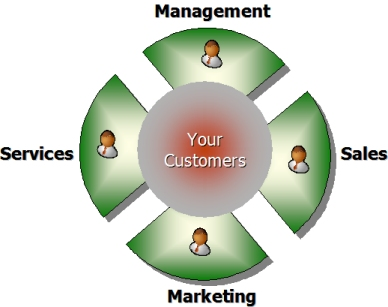 Management
Services
Your
Customers
Sales
Marketing